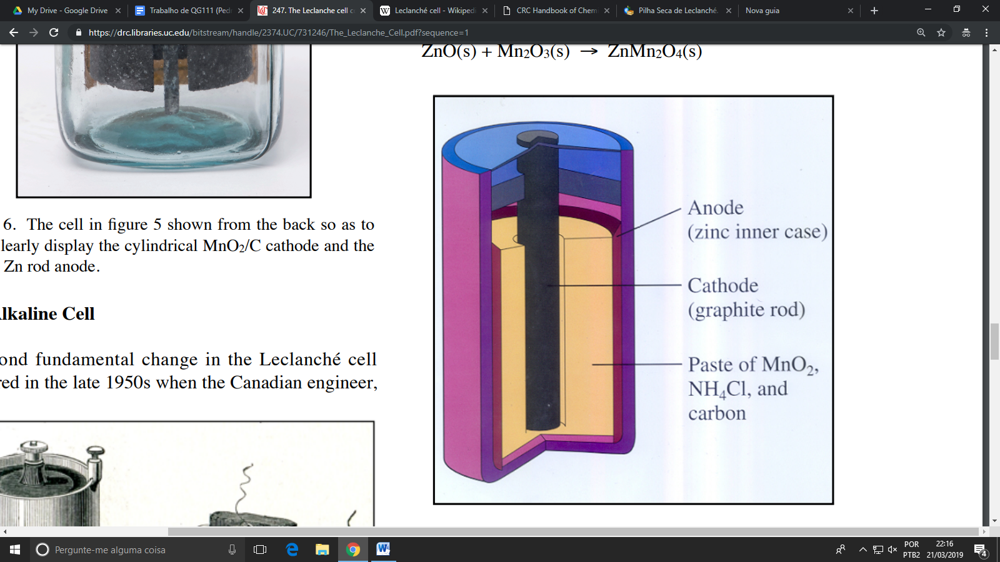 My Drive - Google Drive
Trabalho de QG111 (Ped
247. The Leclanche cell c
Leclanché cell - Wikiped
CRC Handbook of Chem
Pilha Seca de Leclanché.
Nova guia
https://drc.libraries.uc.edu/bitstream/handle/2374.UC/731246/The_Leclanche_Cell.pdf?sequence=1
ZnO(s) + Mn₂O₃(s) → ZnMn₂O₄(s)
6. The cell in figure 5 shown from the back so as to
learly display the cylindrical MnO₂/C cathode and the
Zn rod anode.
lkaline Cell
ond fundamental change in the Leclanché cell
red in the late 1950s when the Canadian engineer,
Anode
(zinc inner case)
Cathode
(graphite rod)
Paste of MnO₂,
NH₄Cl, and
carbon
Pergunte-me alguma coisa
POR
PTB2
22:16
21/03/2019
4